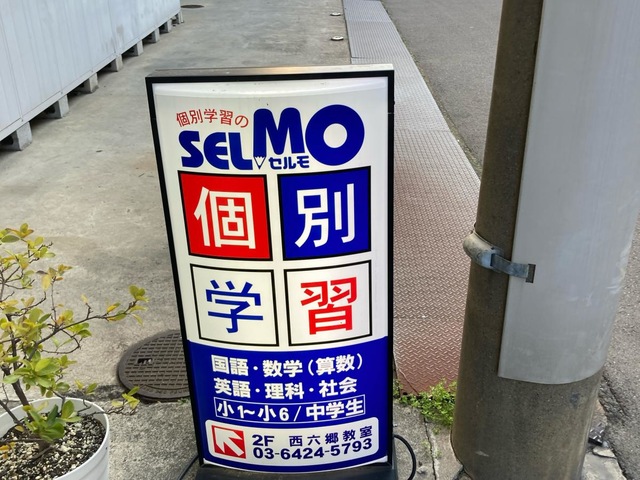 個別学習の
SELMO
セルモ
個別
学習
国語・数学(算数)
英語・理科・社会
小1~小6/中学生
2F 西六郷教室
03-6424-5793